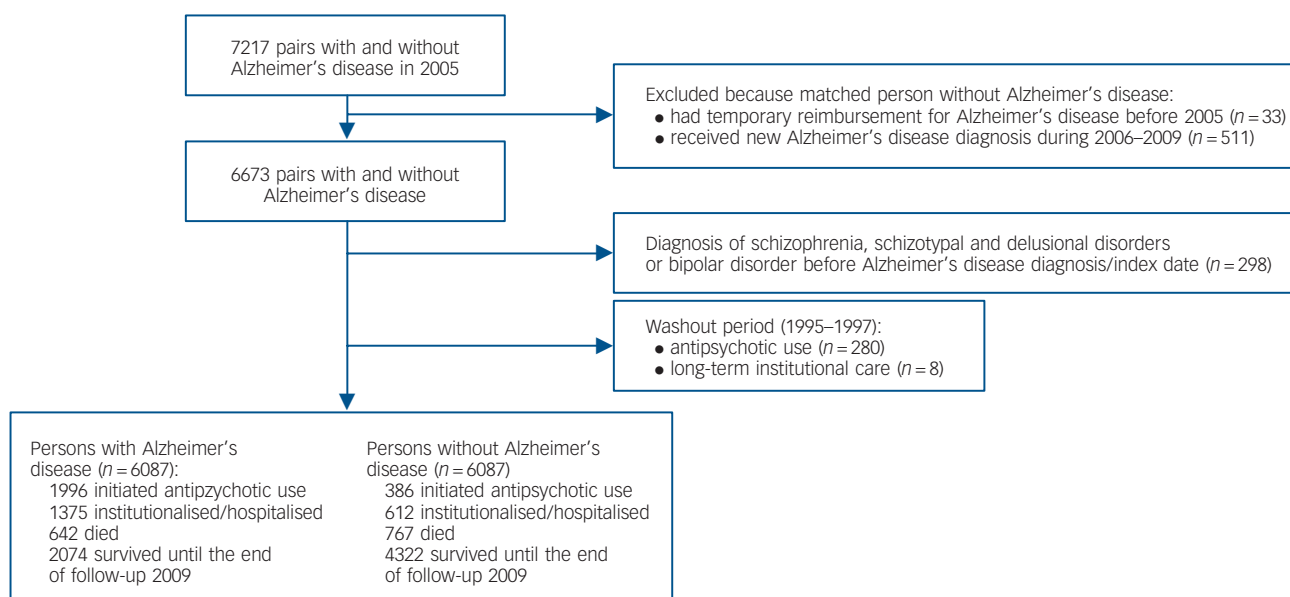 7217 pairs with and without
Alzheimer's disease in 2005
Excluded because matched person without Alzheimer's disease:
● had temporary reimbursement for Alzheimer's disease before 2005 (n = 33)
● received new Alzheimer's disease diagnosis during 2006–2009 (n = 511)
6673 pairs with and without
Alzheimer's disease
Diagnosis of schizophrenia, schizotypal and delusional disorders
or bipolar disorder before Alzheimer's disease diagnosis/index date (n = 298)
Washout period (1995–1997):
● antipsychotic use (n = 280)
● long-term institutional care (n = 8)
Persons with Alzheimer's
disease (n = 6087):
1996 initiated antipzychotic use
1375 institutionalised/hospitalised
642 died
2074 survived until the end
of follow-up 2009
Persons without Alzheimer's
disease (n = 6087)
386 initiated antipsychotic use
612 institutionalised/hospitalised
767 died
4322 survived until the end
of follow-up 2009